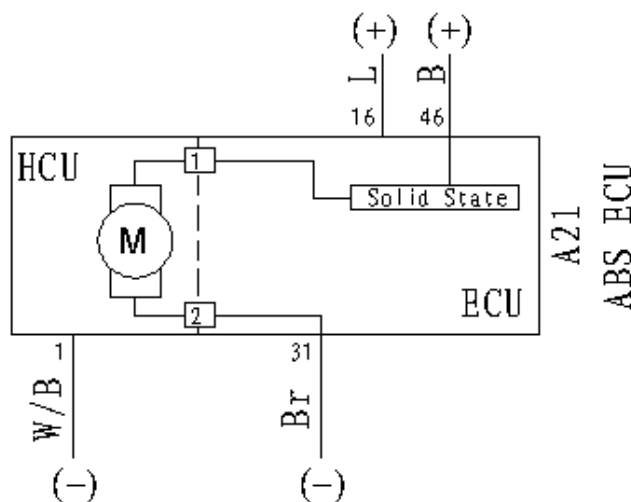 (+) (+)
L B
16 46
HCU
1
Solid State
M
A21
ABS ECU
2
ECU
1 31
W/B Br
(-) (-)